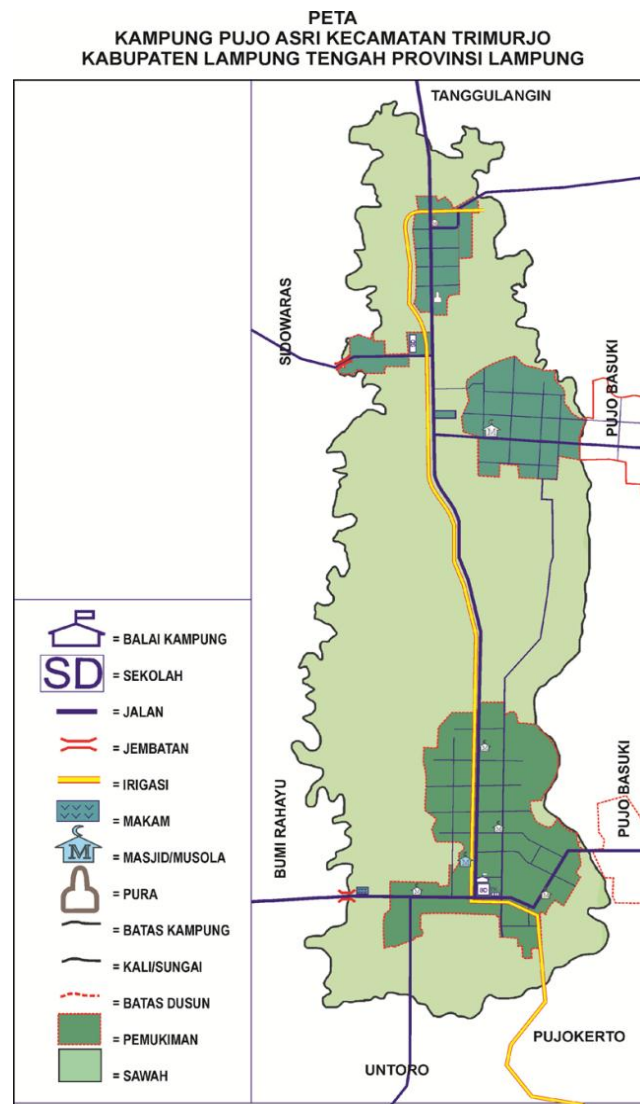 PETA
KAMPUNG PUJO ASRI KECAMATAN TRIMURJO
KABUPATEN LAMPUNG TENGAH PROVINSI LAMPUNG
TANGGULANGIN
SIDOWARAS
SD
PUJO BASUKI
M
= BALAI KAMPUNG
SD = SEKOLAH
= JALAN
= JEMBATAN
= IRIGASI
= MAKAM
M = MASJID/MUSOLA
= PURA
= BATAS KAMPUNG
= KALI/SUNGAI
= BATAS DUSUN
= PEMUKIMAN
= SAWAH
BUMI RAHAYU
PUJO BASUKI
SD
PUJOKERTO
UNTORO